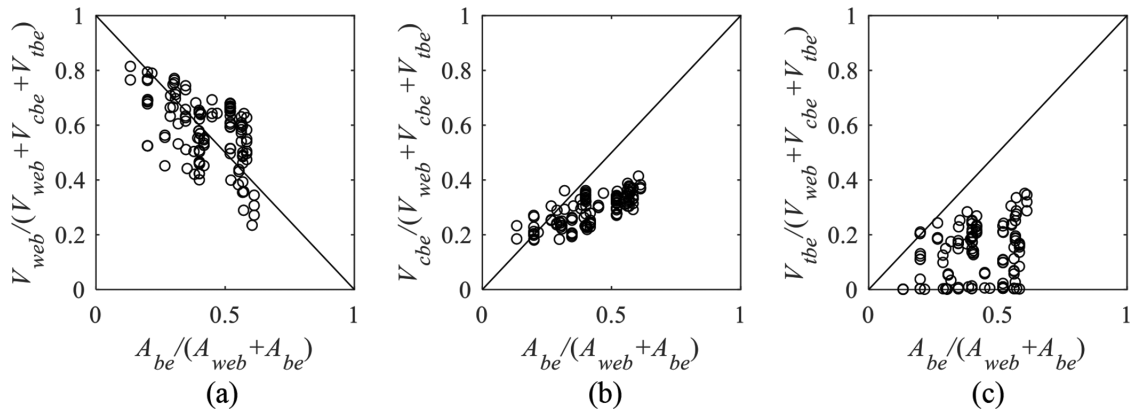 V_web/(V_web+V_cbe+V_tbe)
1
0.8
0.6
0.4
0.2
0
0 0.5 1
A_be/(A_web+A_be)
(a)
V_cbe/(V_web+V_cbe+V_tbe)
1
0.8
0.6
0.4
0.2
0
0 0.5 1
A_be/(A_web+A_be)
(b)
V_tbe/(V_web+V_cbe+V_tbe)
1
0.8
0.6
0.4
0.2
0
0 0.5 1
A_be/(A_web+A_be)
(c)